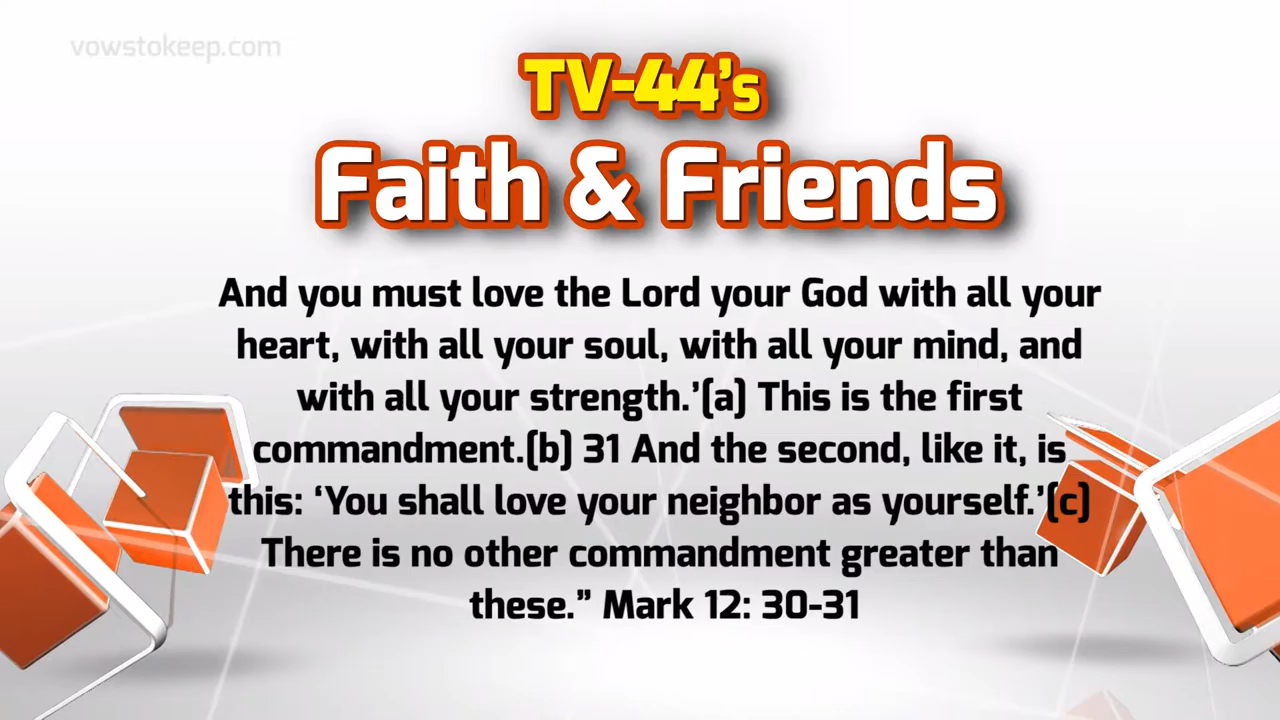 vowstokeep.com
TV-44’s
Faith & Friends
And you must love the Lord your God with all your
heart, with all your soul, with all your mind, and
with all your strength.’(a) This is the first
commandment.(b) 31 And the second, like it, is
this: ‘You shall love your neighbor as yourself.’(c)
There is no other commandment greater than
these.” Mark 12: 30-31